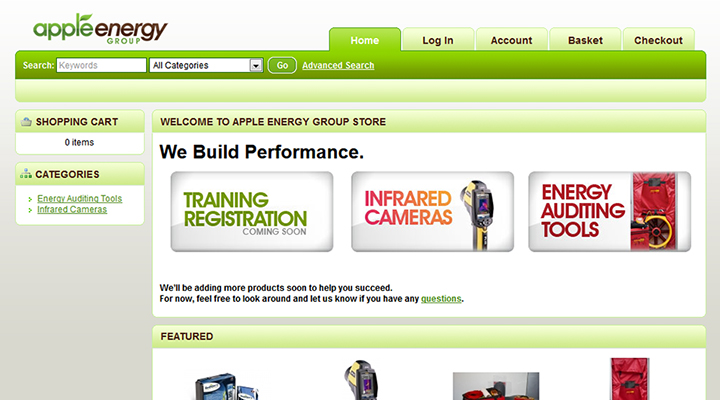 apple energy
GROUP
Home
Log In
Account
Basket
Checkout
Search: Keywords All Categories Go Advanced Search
SHOPPING CART
0 items
CATEGORIES
Energy Auditing Tools
Infrared Cameras
WELCOME TO APPLE ENERGY GROUP STORE
We Build Performance.
TRAINING
REGISTRATION
COMING SOON
INFRARED
CAMERAS
ENERGY
AUDITING
TOOLS
We'll be adding more products soon to help you succeed.
For now, feel free to look around and let us know if you have any questions.
FEATURED